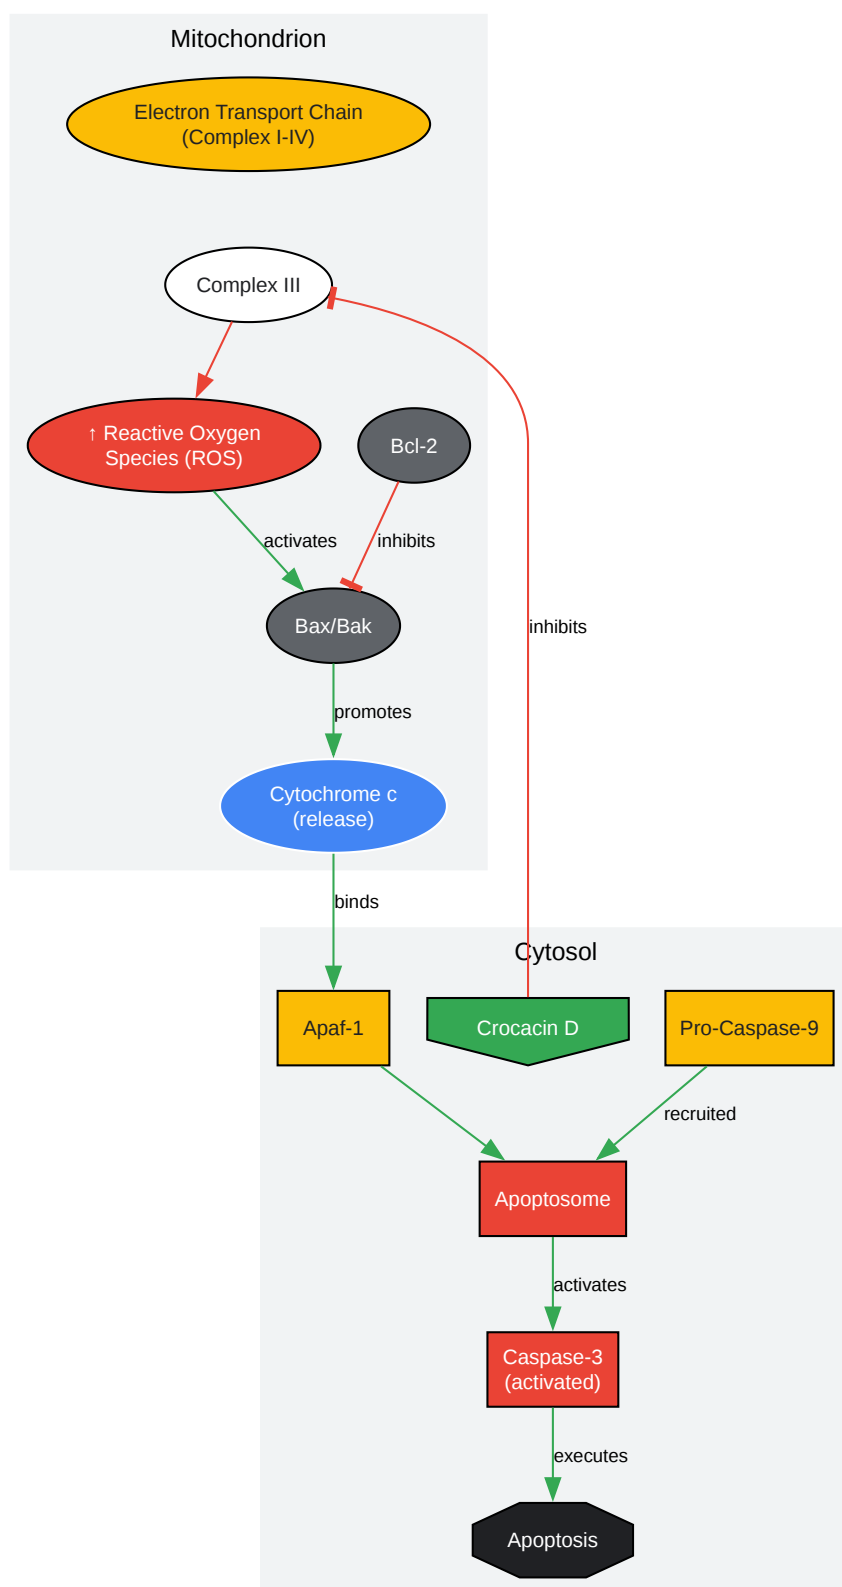 Mitochondrion
Electron Transport Chain
(Complex I-IV)
Complex III
↑ Reactive Oxygen
Species (ROS)
Bcl-2
activates
inhibits
Bax/Bak
inhibits
promotes
Cytochrome c
(release)
binds
Cytosol
Apaf-1
Crocacin D
Pro-Caspase-9
recruited
Apoptosome
activates
Caspase-3
(activated)
executes
Apoptosis